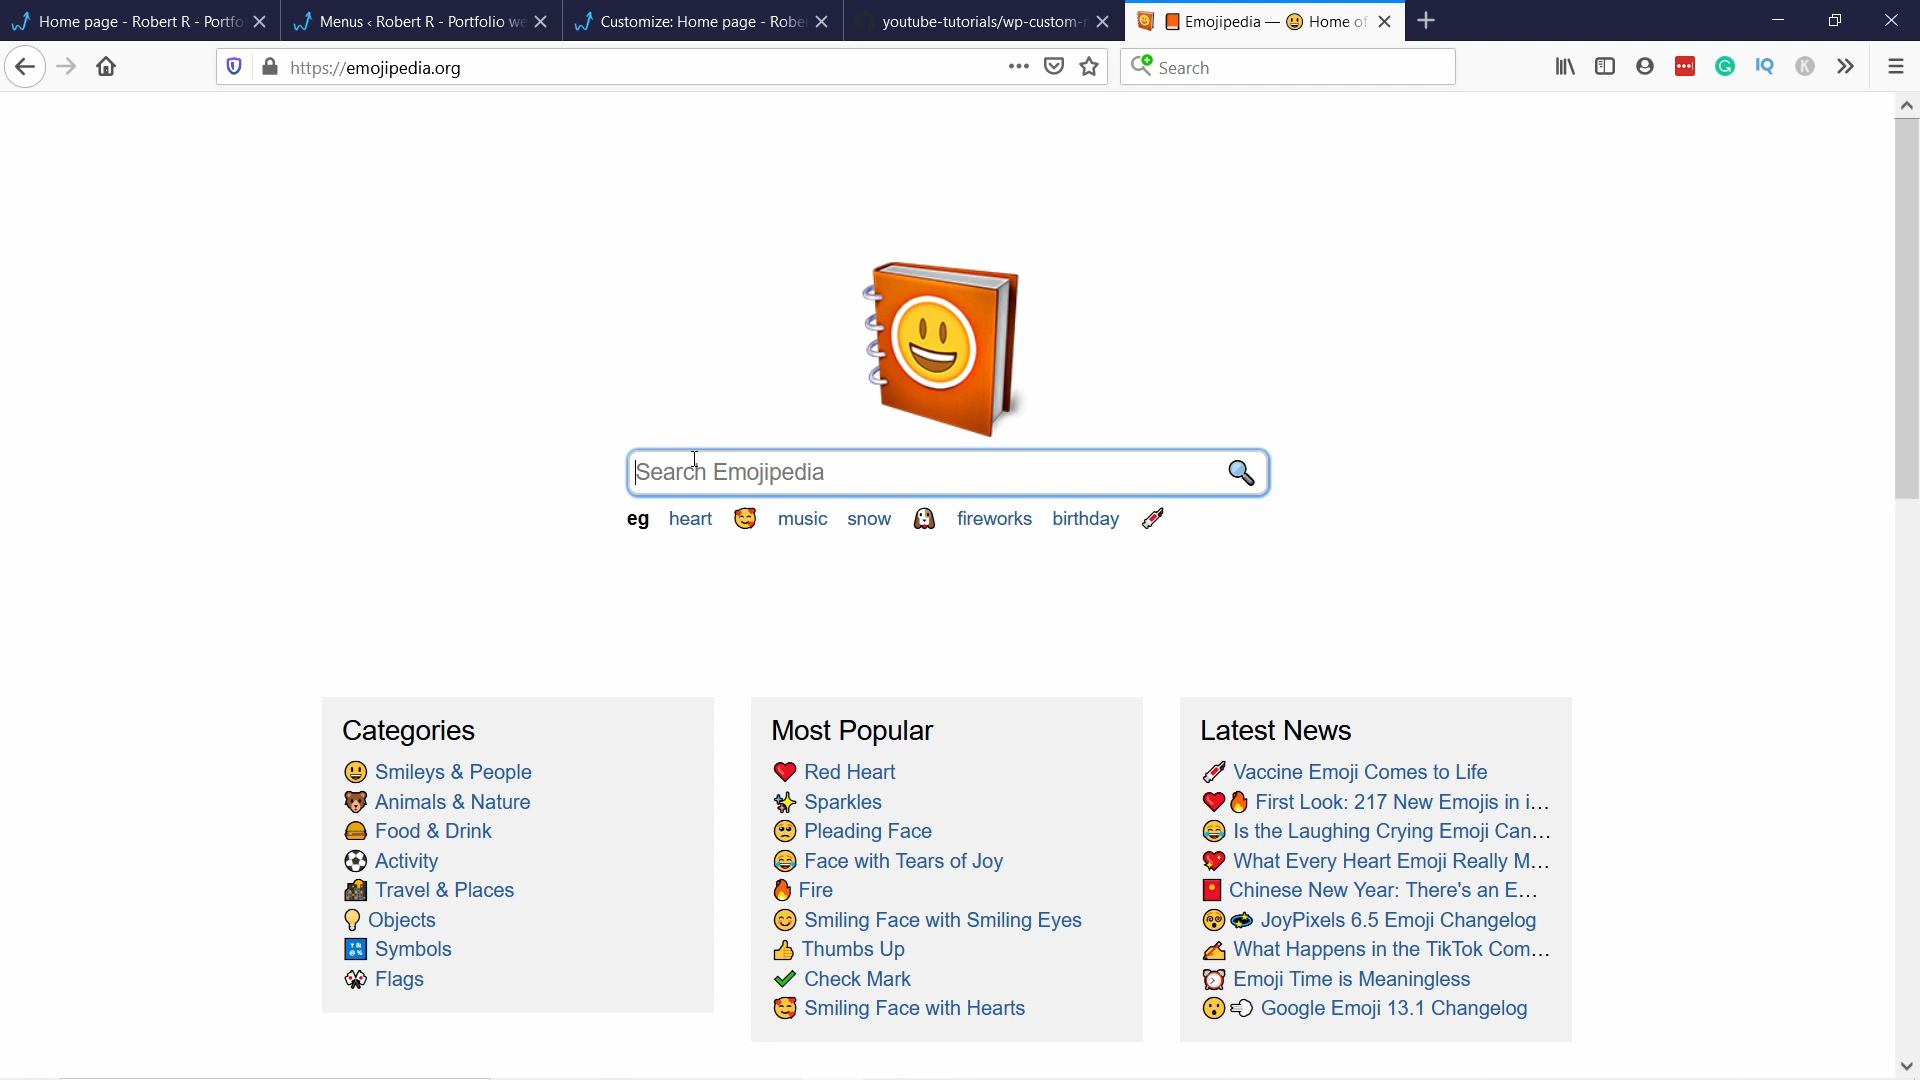 Home page - Robert R - Portfo
Menus ‹ Robert R - Portfolio we
Customize: Home page - Robe
youtube-tutorials/wp-custom-
Emojipedia — 😃 Home of
https://emojipedia.org
Search
IQ
K
Search Emojipedia
eg heart 🥰 music snow 🐶 fireworks birthday 💉
Categories
😃 Smileys & People
🐻 Animals & Nature
🍔 Food & Drink
⚽ Activity
🌇 Travel & Places
💡 Objects
🔣 Symbols
🎌 Flags
Most Popular
❤️ Red Heart
✨ Sparkles
🥺 Pleading Face
😂 Face with Tears of Joy
🔥 Fire
😊 Smiling Face with Smiling Eyes
👍 Thumbs Up
✔️ Check Mark
🥰 Smiling Face with Hearts
Latest News
💉 Vaccine Emoji Comes to Life
❤️🔥 First Look: 217 New Emojis in i…
😂 Is the Laughing Crying Emoji Can…
💖 What Every Heart Emoji Really M…
🧧 Chinese New Year: There's an E…
😵‍💫 JoyPixels 6.5 Emoji Changelog
✍️ What Happens in the TikTok Com…
⏰ Emoji Time is Meaningless
😮💨 Google Emoji 13.1 Changelog